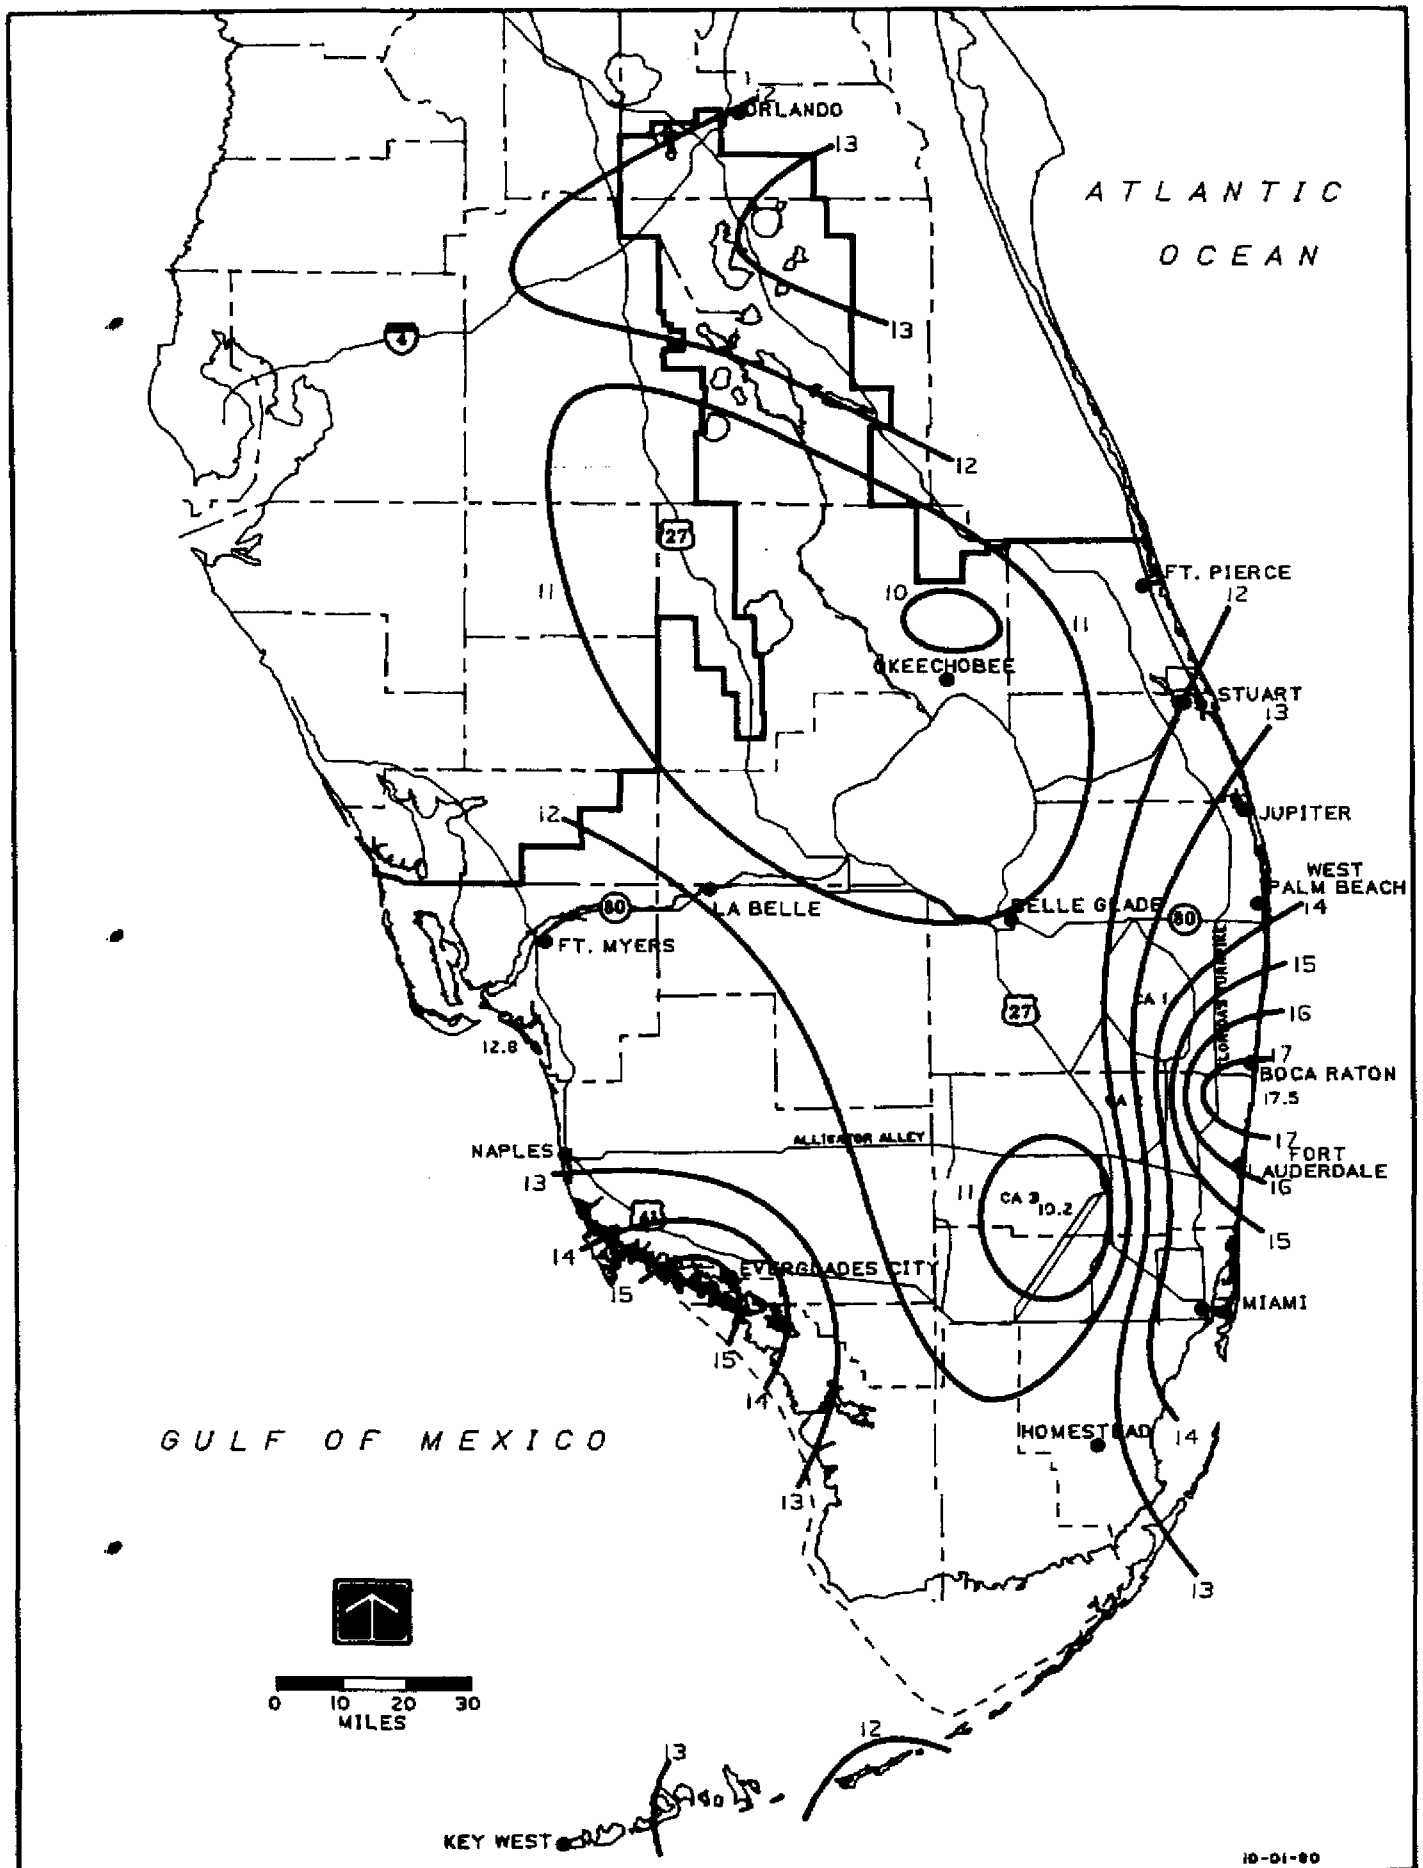 12
ORLANDO
13
ATLANTIC
OCEAN
4
13
12
27
11
10
11
FT. PIERCE
12
OKEECHOBEE
STUART
13
12
JUPITER
WEST
PALM BEACH
14
LA BELLE
80
BELLE GLADE
80
FT. MYERS
15
CA 1
27
16
12.8
17
BOCA RATON
17.5
ALLIGATOR ALLEY
17
NAPLES
FORT
LAUDERDALE
13
16
11
CA 3
10.2
41
15
14
EVERGLADES CITY
15
MIAMI
15
14
GULF OF MEXICO
HOMESTEAD
14
13
13
0 10 20 30
MILES
12
13
KEY WEST
10-01-80